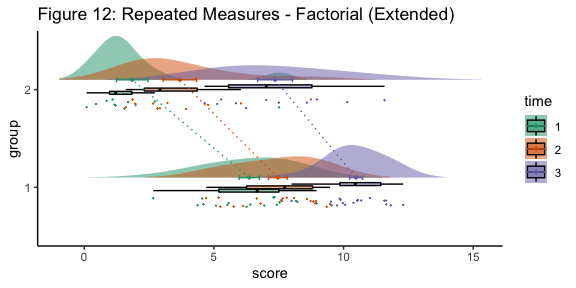 Figure 12: Repeated Measures - Factorial (Extended)
group
2
1
time
1
2
3
0
5
10
15
score